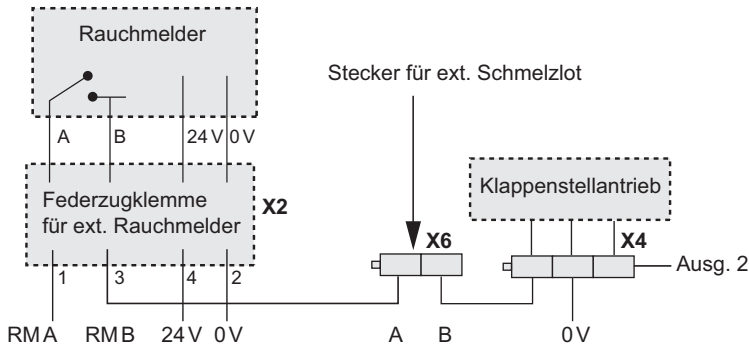 Rauchmelder
Stecker für ext. Schmelzlot
A B 24 V 0 V
Federzugklemme
für ext. Rauchmelder
X2
Klappenstellantrieb
X6 X4
Ausg. 2
1 3 4 2
RM A RM B 24 V 0 V A B 0 V